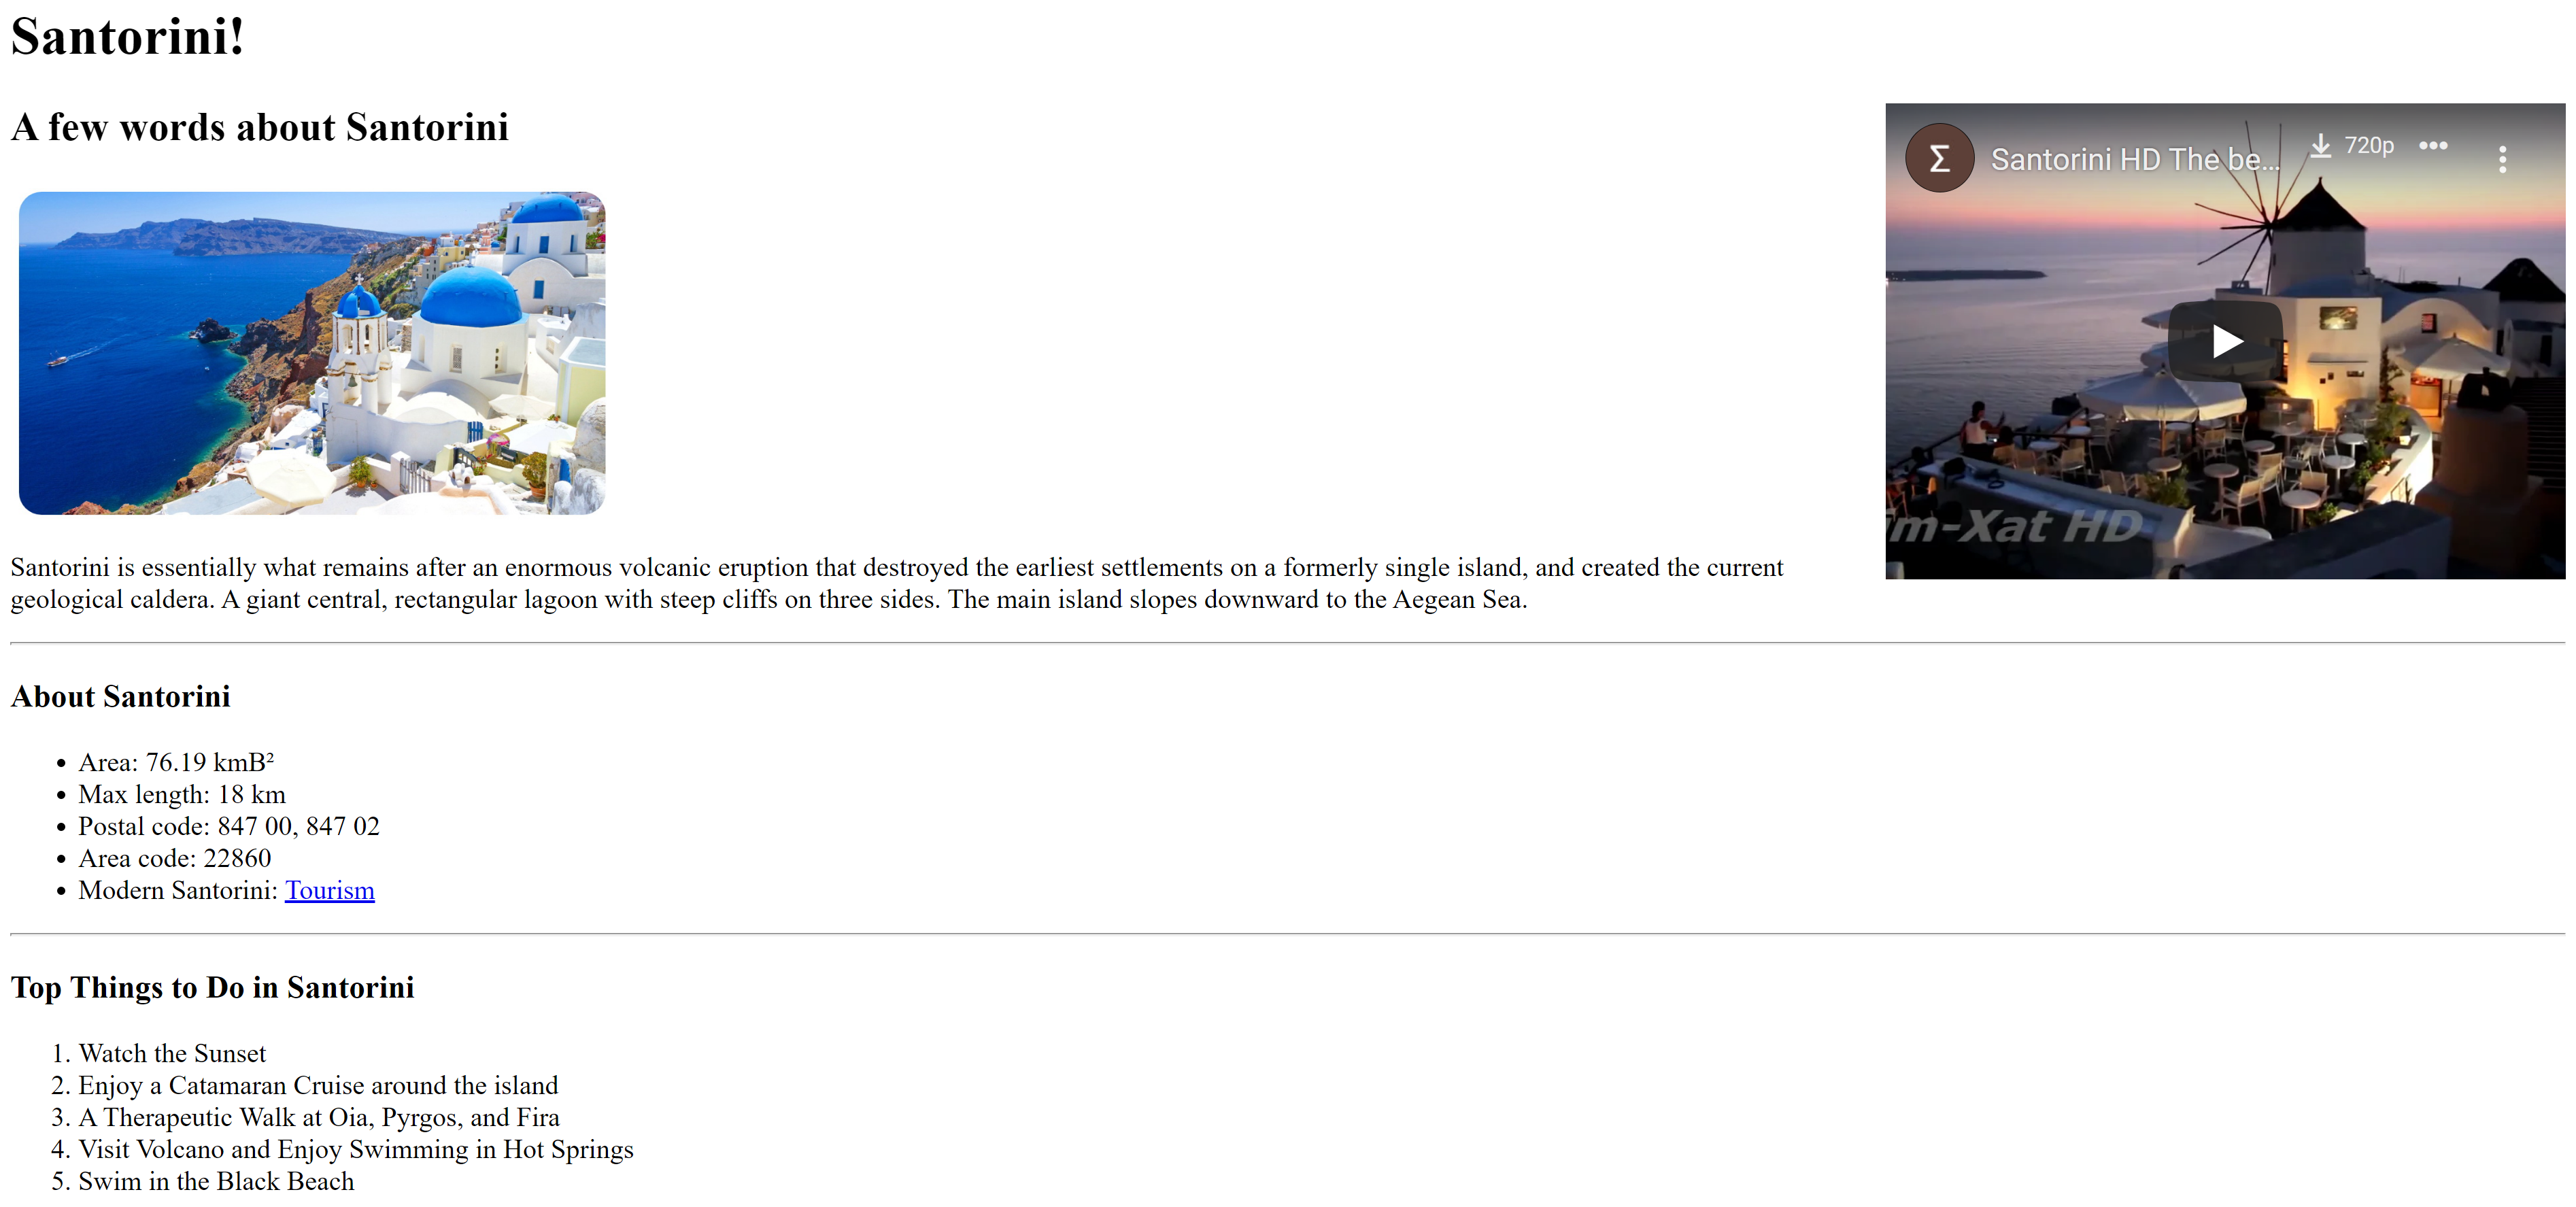 Santorini!
A few words about Santorini
Σ Santorini HD The be... 720p
im-Xat HD
Santorini is essentially what remains after an enormous volcanic eruption that destroyed the earliest settlements on a formerly single island, and created the current
geological caldera. A giant central, rectangular lagoon with steep cliffs on three sides. The main island slopes downward to the Aegean Sea.
About Santorini
• Area: 76.19 kmB²
• Max length: 18 km
• Postal code: 847 00, 847 02
• Area code: 22860
• Modern Santorini: Tourism
Top Things to Do in Santorini
1. Watch the Sunset
2. Enjoy a Catamaran Cruise around the island
3. A Therapeutic Walk at Oia, Pyrgos, and Fira
4. Visit Volcano and Enjoy Swimming in Hot Springs
5. Swim in the Black Beach